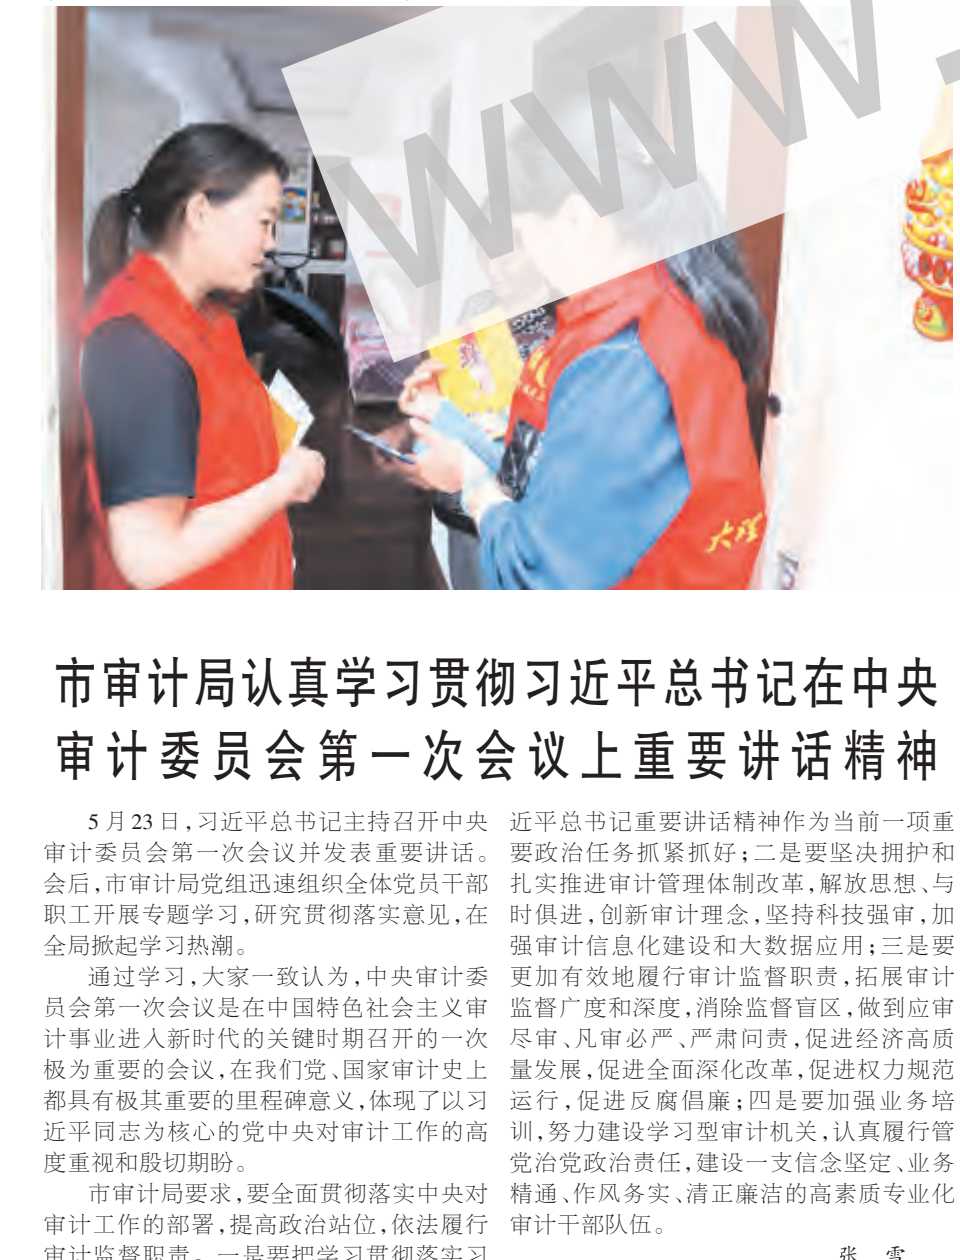 WWW.
大理
市审计局认真学习贯彻习近平总书记在中央
审计委员会第一次会议上重要讲话精神
5月23日，习近平总书记主持召开中央
审计委员会第一次会议并发表重要讲话。
会后，市审计局党组迅速组织全体党员干部
职工开展专题学习，研究贯彻落实意见，在
全局掀起学习热潮。
通过学习，大家一致认为，中央审计委
员会第一次会议是在中国特色社会主义审
计事业进入新时代的关键时期召开的一次
极为重要的会议，在我们党、国家审计史上
都具有极其重要的里程碑意义，体现了以习
近平同志为核心的党中央对审计工作的高
度重视和殷切期盼。
市审计局要求，要全面贯彻落实中央对
审计工作的部署，提高政治站位，依法履行
审计监督职责。一是要把学习贯彻落实习
近平总书记重要讲话精神作为当前一项重
要政治任务抓紧抓好；二是要坚决拥护和
扎实推进审计管理体制改革，解放思想、与
时俱进，创新审计理念，坚持科技强审，加
强审计信息化建设和大数据应用；三是要
更加有效地履行审计监督职责，拓展审计
监督广度和深度，消除监督盲区，做到应审
尽审、凡审必严、严肃问责，促进经济高质
量发展，促进全面深化改革，促进权力规范
运行，促进反腐倡廉；四是要加强业务培
训，努力建设学习型审计机关，认真履行管
党治党政治责任，建设一支信念坚定、业务
精通、作风务实、清正廉洁的高素质专业化
审计干部队伍。
张 雪